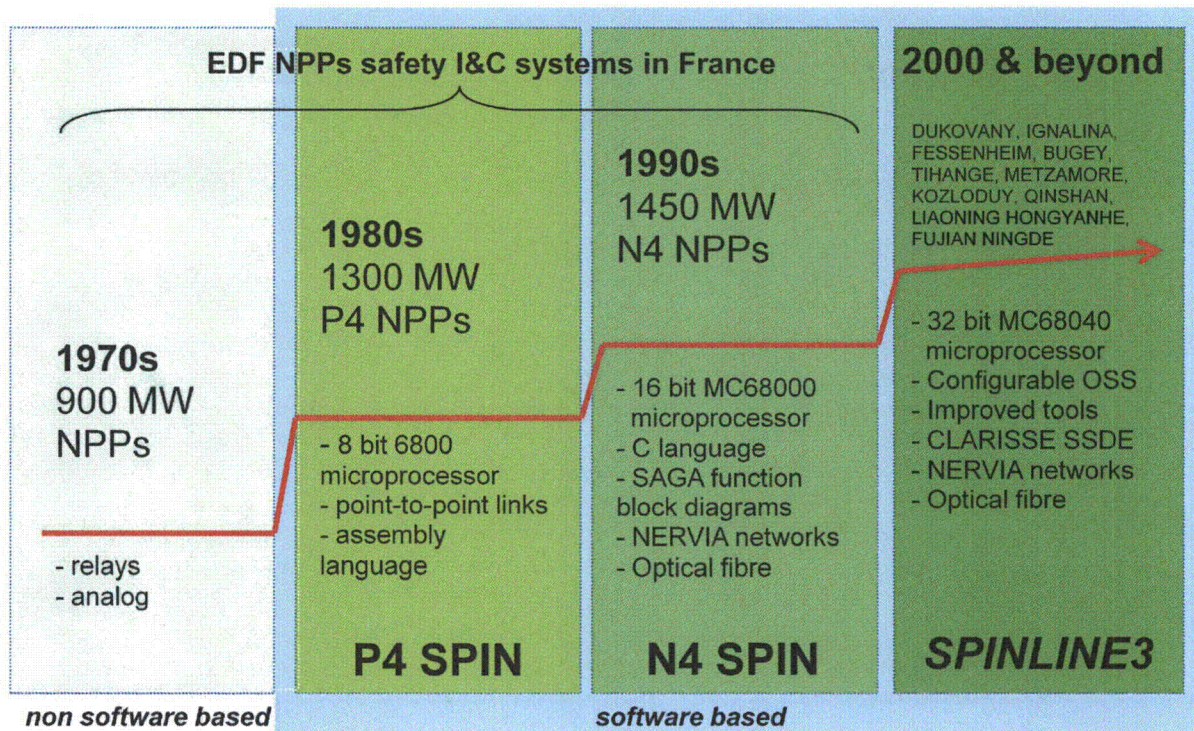 EDF NPPs safety I&C systems in France
1970s
900 MW
NPPs
- relays
- analog
1980s
1300 MW
P4 NPPs
- 8 bit 6800
microprocessor
- point-to-point links
- assembly
language
P4 SPIN
1990s
1450 MW
N4 NPPs
- 16 bit MC68000
microprocessor
- C language
- SAGA function
block diagrams
- NERVIA networks
- Optical fibre
N4 SPIN
2000 & beyond
DUKOVANY, IGNALINA,
FESSENHEIM, BUGEY,
TIHANGE, METZAMORE,
KOZLODUY, QINSHAN,
LIAONING HONGYANHE,
FUJIAN NINGDE
- 32 bit MC68040
microprocessor
- Configurable OSS
- Improved tools
- CLARISSE SSDE
- NERVIA networks
- Optical fibre
SPINLINE3
non software based
software based